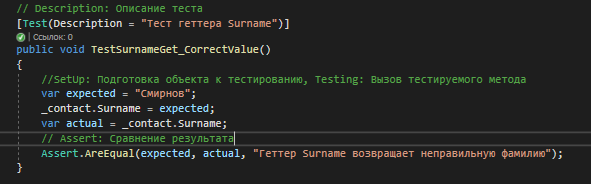 // Description: Описание теста
[Test(Description = "Тест геттера Surname")]
| Ссылок: 0
public void TestSurnameGet_CorrectValue()
{
//SetUp: Подготовка объекта к тестированию, Testing: Вызов тестируемого метода
var expected = "Смирнов";
_contact.Surname = expected;
var actual = _contact.Surname;
// Assert: Сравнение результата
Assert.AreEqual(expected, actual, "Геттер Surname возвращает неправильную фамилию");
}